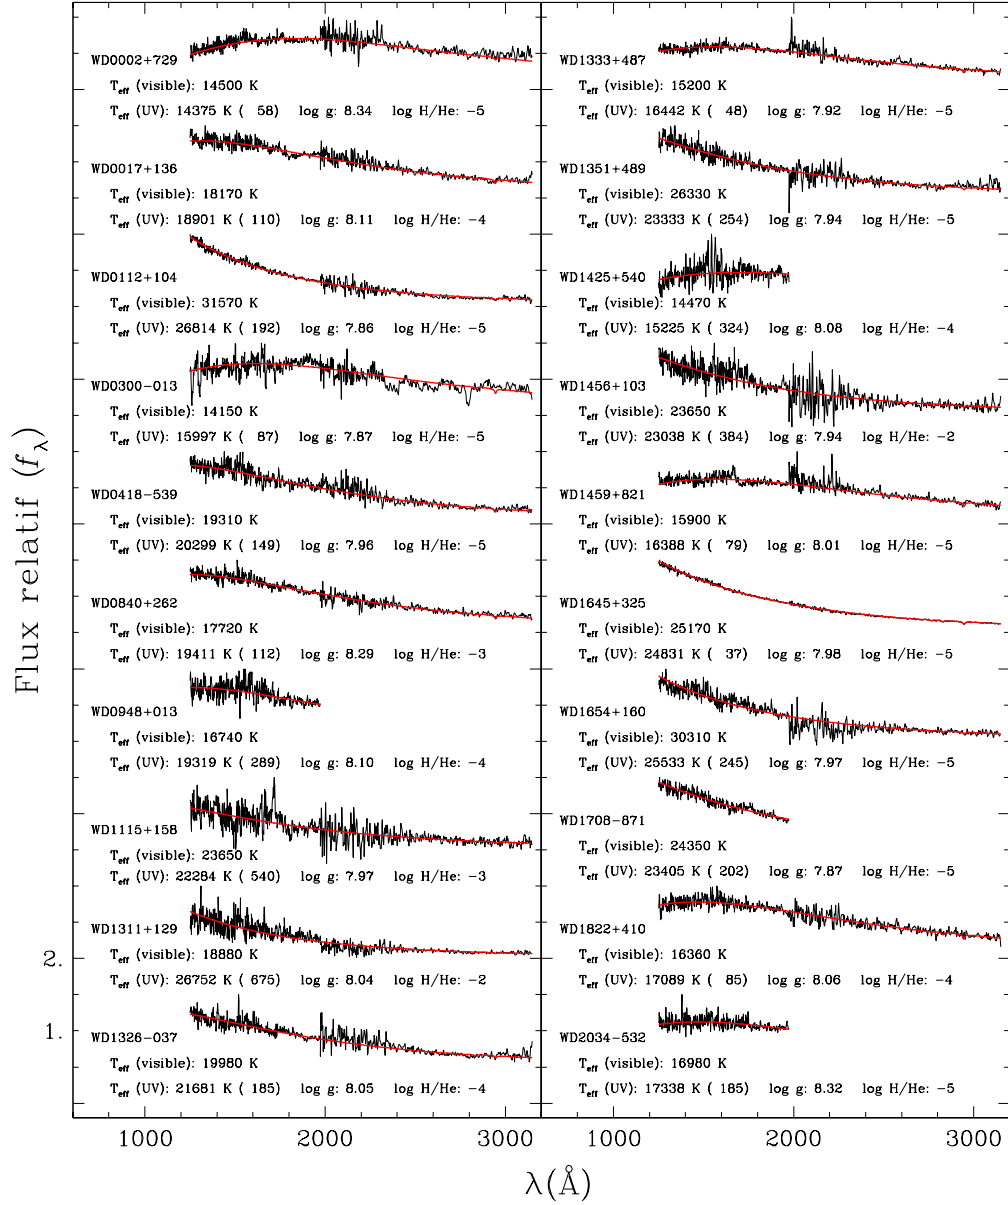 Flux relatif (fλ)
2.
1.
WD0002+729
Teff (visible): 14500 K
Teff (UV): 14375 K ( 58) log g: 8.34 log H/He: −5
WD0017+136
Teff (visible): 18170 K
Teff (UV): 18901 K ( 110) log g: 8.11 log H/He: −4
WD0112+104
Teff (visible): 31570 K
Teff (UV): 26814 K ( 192) log g: 7.86 log H/He: −5
WD0300−013
Teff (visible): 14150 K
Teff (UV): 15997 K ( 87) log g: 7.87 log H/He: −5
WD0418−539
Teff (visible): 19310 K
Teff (UV): 20299 K ( 149) log g: 7.96 log H/He: −5
WD0840+262
Teff (visible): 17720 K
Teff (UV): 19411 K ( 112) log g: 8.29 log H/He: −3
WD0948+013
Teff (visible): 16740 K
Teff (UV): 19319 K ( 289) log g: 8.10 log H/He: −4
WD1115+158
Teff (visible): 23650 K
Teff (UV): 22284 K ( 540) log g: 7.97 log H/He: −3
WD1311+129
Teff (visible): 18880 K
Teff (UV): 26752 K ( 675) log g: 8.04 log H/He: −2
WD1326−037
Teff (visible): 19980 K
Teff (UV): 21681 K ( 185) log g: 8.05 log H/He: −4
WD1333+487
Teff (visible): 15200 K
Teff (UV): 16442 K ( 48) log g: 7.92 log H/He: −5
WD1351+489
Teff (visible): 26330 K
Teff (UV): 23333 K ( 254) log g: 7.94 log H/He: −5
WD1425+540
Teff (visible): 14470 K
Teff (UV): 15225 K ( 324) log g: 8.08 log H/He: −4
WD1456+103
Teff (visible): 23650 K
Teff (UV): 23038 K ( 384) log g: 7.94 log H/He: −2
WD1459+821
Teff (visible): 15900 K
Teff (UV): 16388 K ( 79) log g: 8.01 log H/He: −5
WD1645+325
Teff (visible): 25170 K
Teff (UV): 24831 K ( 37) log g: 7.98 log H/He: −5
WD1654+160
Teff (visible): 30310 K
Teff (UV): 25533 K ( 245) log g: 7.97 log H/He: −5
WD1708−871
Teff (visible): 24350 K
Teff (UV): 23405 K ( 202) log g: 7.87 log H/He: −5
WD1822+410
Teff (visible): 16360 K
Teff (UV): 17089 K ( 85) log g: 8.06 log H/He: −4
WD2034−532
Teff (visible): 16980 K
Teff (UV): 17338 K ( 185) log g: 8.32 log H/He: −5
1000 2000 3000 1000 2000 3000
λ(Å)